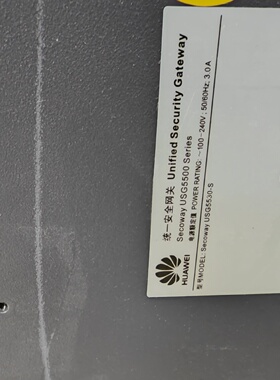 统一安全网关 Unified Security Gateway
Secoway USG5500 Series
电源额定值 POWER RATING: ~100-240V; 50/60Hz; 3.0A
HUAWEI
型号MODEL: Secoway USG5530-S